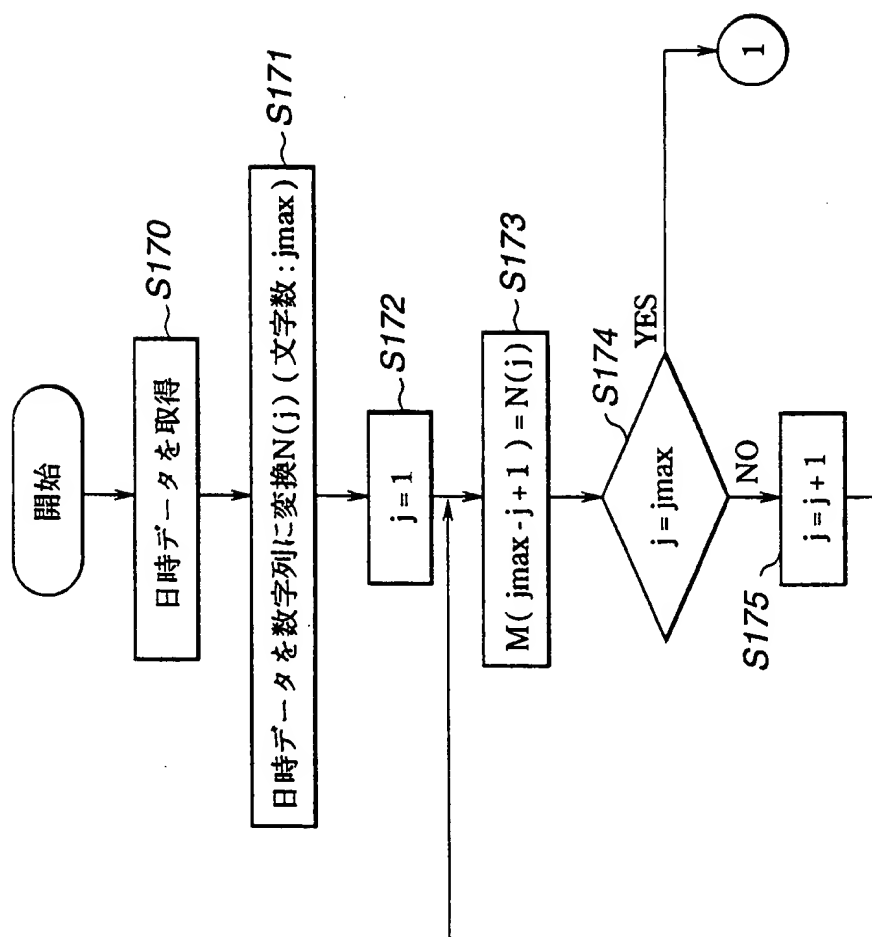 開始
日時データを取得
S170
日時データを数字列に変換N(j)(文字数:jmax)
S171
j=1
S172
M(jmax-j+1)=N(j)
S173
j=jmax
S174
YES
1
NO
j=j+1
S175